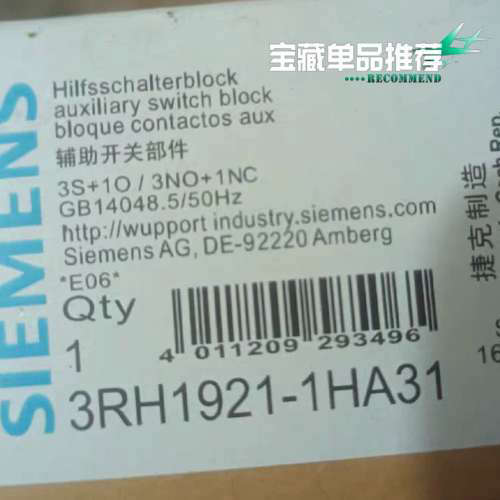 宝藏单品推荐
RECOMMEND
SIEMENS
Hilfsschalterblock
auxiliary switch block
bloque contactos aux
辅助开关部件
3S+1O / 3NO+1NC
GB14048.5/50Hz
http://wupport industry.siemens.com
Siemens AG, DE-92220 Amberg
*E06*
Qty
1
4 011209 293496
3RH1921-1HA31
捷克制造
Czech Rep